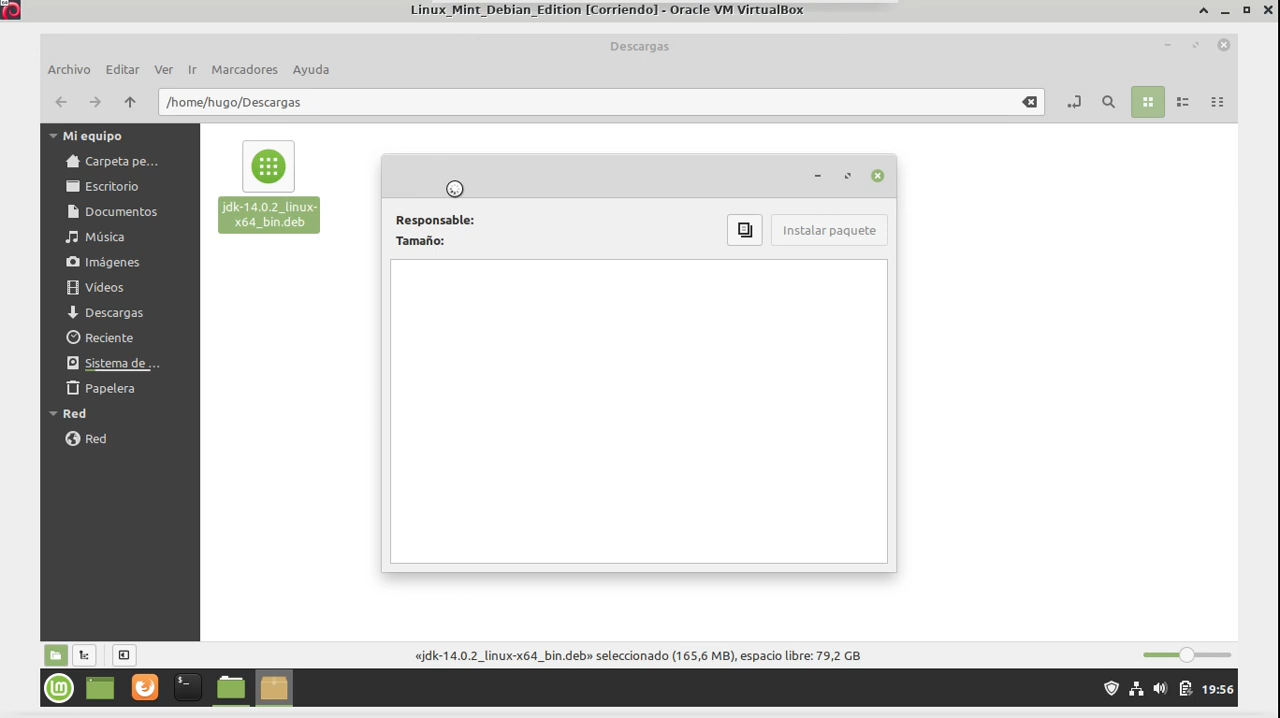 Linux_Mint_Debian_Edition [Corriendo] - Oracle VM VirtualBox
Descargas
Archivo Editar Ver Ir Marcadores Ayuda
/home/hugo/Descargas
Mi equipo
Carpeta pe...
Escritorio
Documentos
Música
Imágenes
Vídeos
Descargas
Reciente
Sistema de ...
Papelera
Red
Red
jdk-14.0.2_linux-
x64_bin.deb
Responsable:
Tamaño:
Instalar paquete
«jdk-14.0.2_linux-x64_bin.deb» seleccionado (165,6 MB), espacio libre: 79,2 GB
19:56